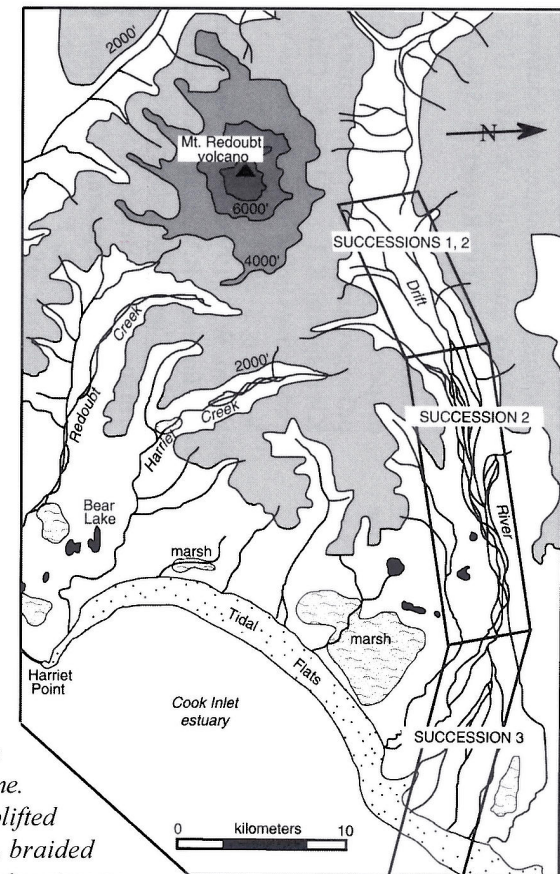 2000'
Mt. Redoubt
volcano
N
6000'
SUCCESSIONS 1, 2
4000'
Drift
Creek
2000'
Redoubt
Creek
Harriet
SUCCESSION 2
Bear
Lake
River
marsh
Tidal
marsh
Flats
Harriet
Point
Cook Inlet
estuary
SUCCESSION 3
ne.
plifted
braided
0 kilometers 10